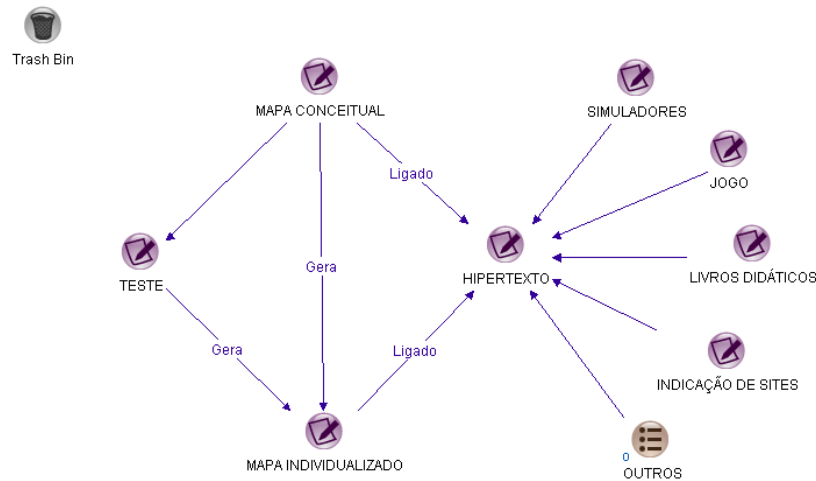 Trash Bin
MAPA CONCEITUAL
SIMULADORES
Ligado
JOGO
TESTE
Gera
HIPERTEXTO
LIVROS DIDÁTICOS
Gera
Ligado
INDICAÇÃO DE SITES
MAPA INDIVIDUALIZADO
0
OUTROS